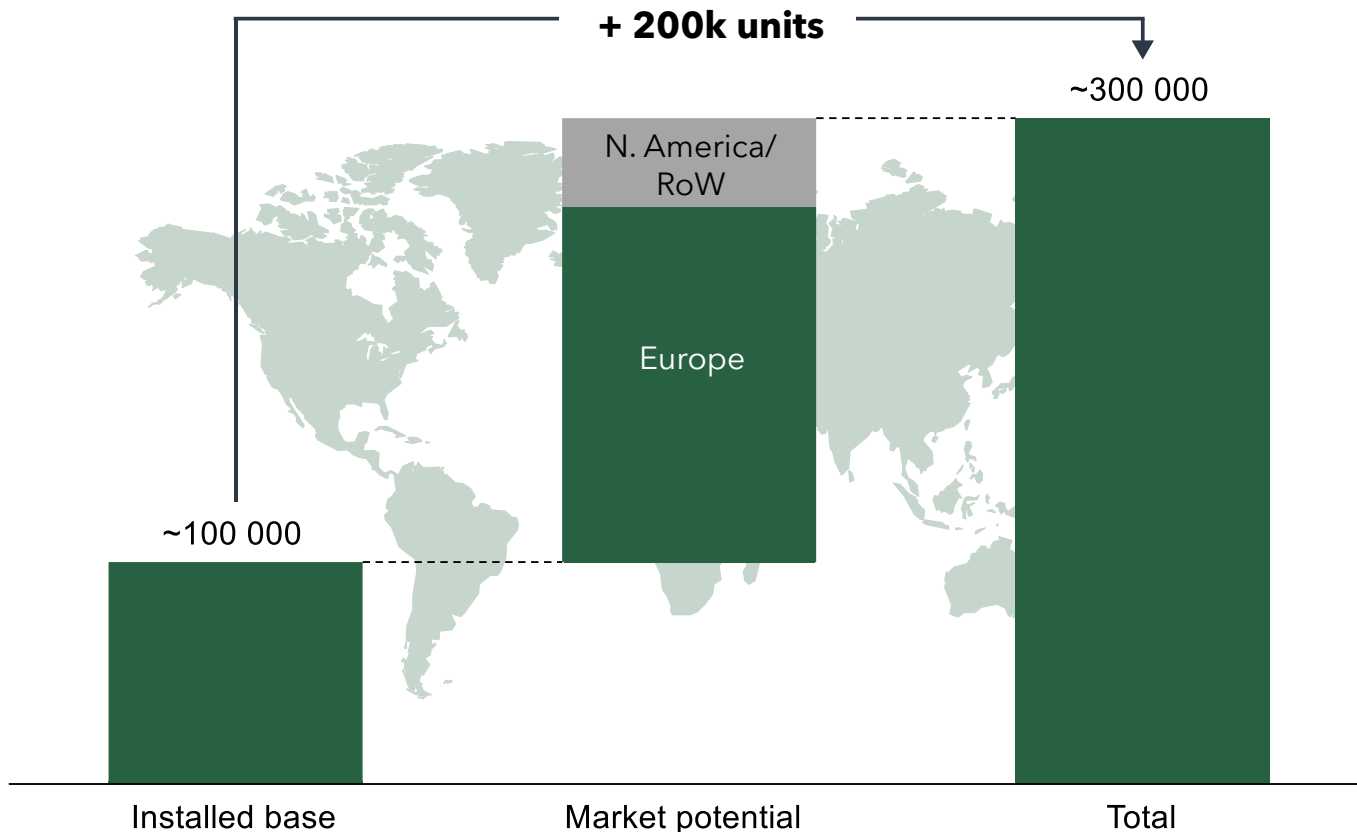 + 200k units
~300 000
N. America/
RoW
Europe
~100 000
Installed base
Market potential
Total